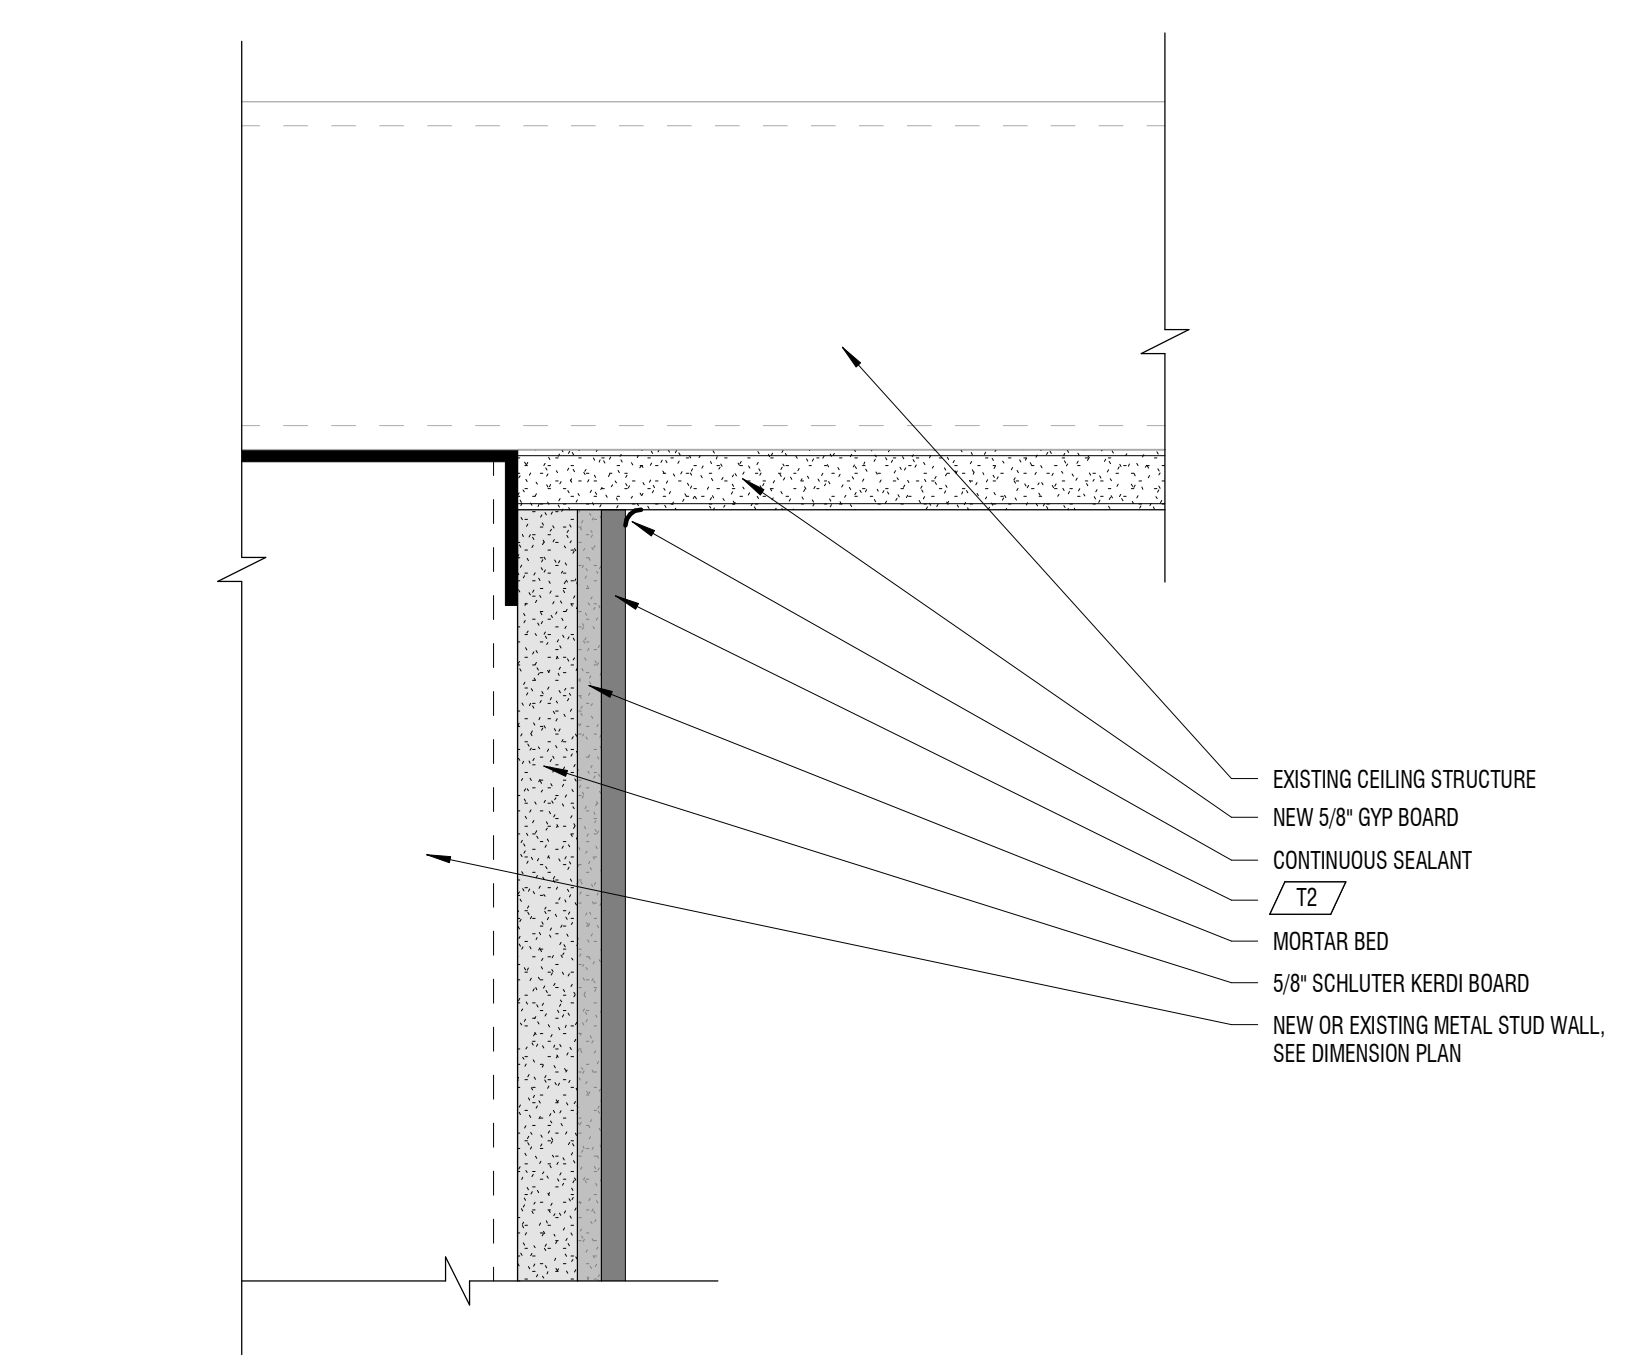 EXISTING CEILING STRUCTURE
NEW 5/8" GYP BOARD
CONTINUOUS SEALANT
T2
MORTAR BED
5/8" SCHLUTER KERDI BOARD
NEW OR EXISTING METAL STUD WALL,
SEE DIMENSION PLAN